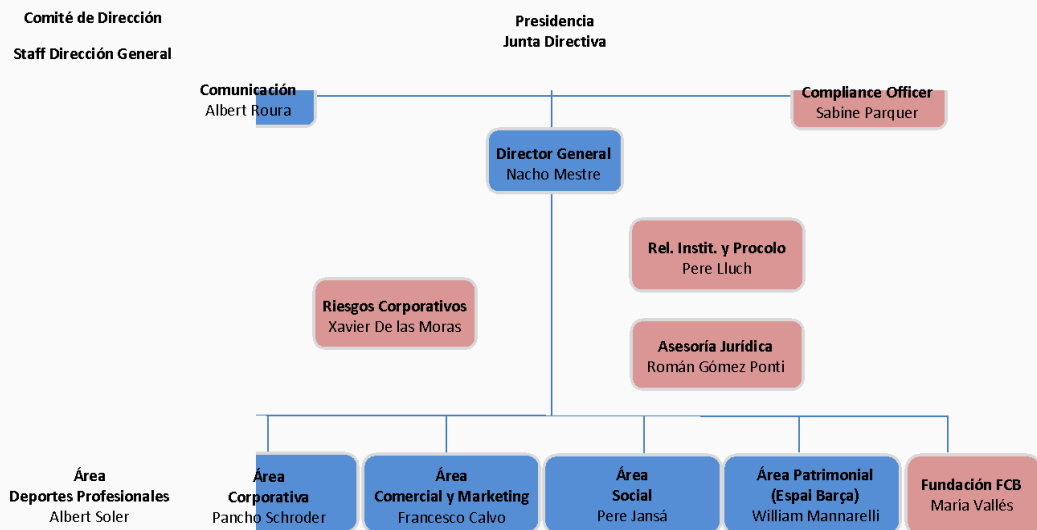 Comité de Dirección
Staff Dirección General
Presidencia
Junta Directiva
Comunicación
Albert Roura
Compliance Officer
Sabine Parquer
Director General
Nacho Mestre
Rel. Instit. y Procolo
Pere Lluch
Riesgos Corporativos
Xavier De las Moras
Asesoría Jurídica
Román Gómez Ponti
Área
Deportes Profesionales
Albert Soler
Área
Corporativa
Pancho Schroder
Área
Comercial y Marketing
Francesco Calvo
Área
Social
Pere Jansá
Área Patrimonial
(Espai Barça)
William Mannarelli
Fundación FCB
María Vallés